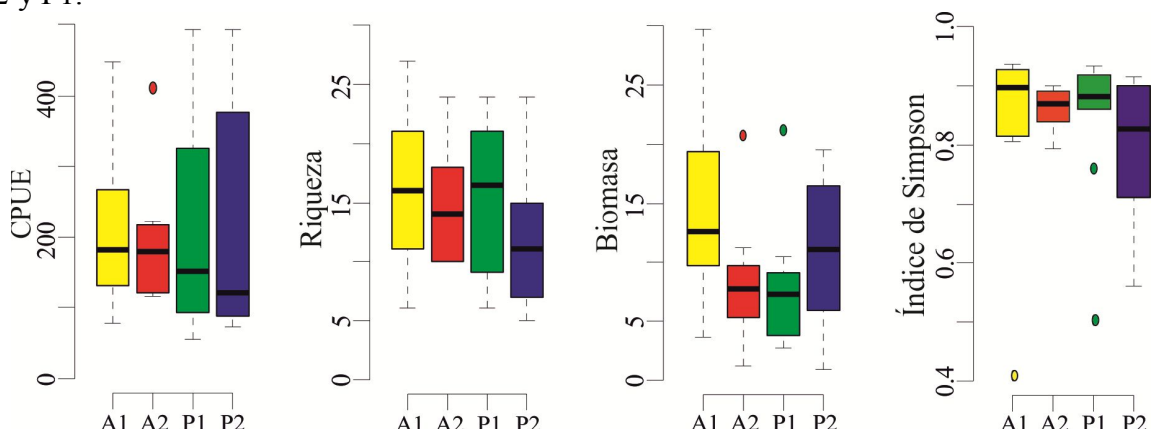 2 y P1.
CPUE
0
200
400
A1 A2 P1 P2
Riqueza
0
5
15
25
A1 A2 P1 P2
Biomasa
0
5
15
25
A1 A2 P1 P2
Índice de Simpson
0.4
0.6
0.8
1.0
A1 A2 P1 P2